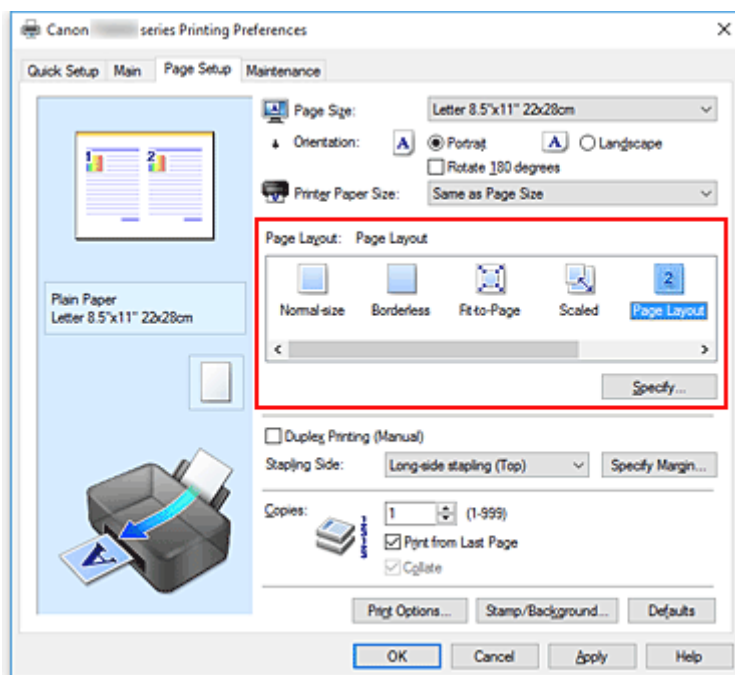 Canon series Printing Preferences
Quick Setup Main Page Setup Maintenance
1 2
Page Size: Letter 8.5"x11" 22x28cm
Orientation: A Portrait A Landscape
Rotate 180 degrees
Printer Paper Size: Same as Page Size
Page Layout: Page Layout
2
Normal-size Borderless Fit-to-Page Scaled Page Layout
Specify...
Plain Paper
Letter 8.5"x11" 22x28cm
Duplex Printing (Manual)
Stapling Side: Long-side stapling (Top) Specify Margin...
Copies: 1 (1-999)
Print from Last Page
Collate
A
Print Options... Stamp/Background... Defaults
OK Cancel Apply Help